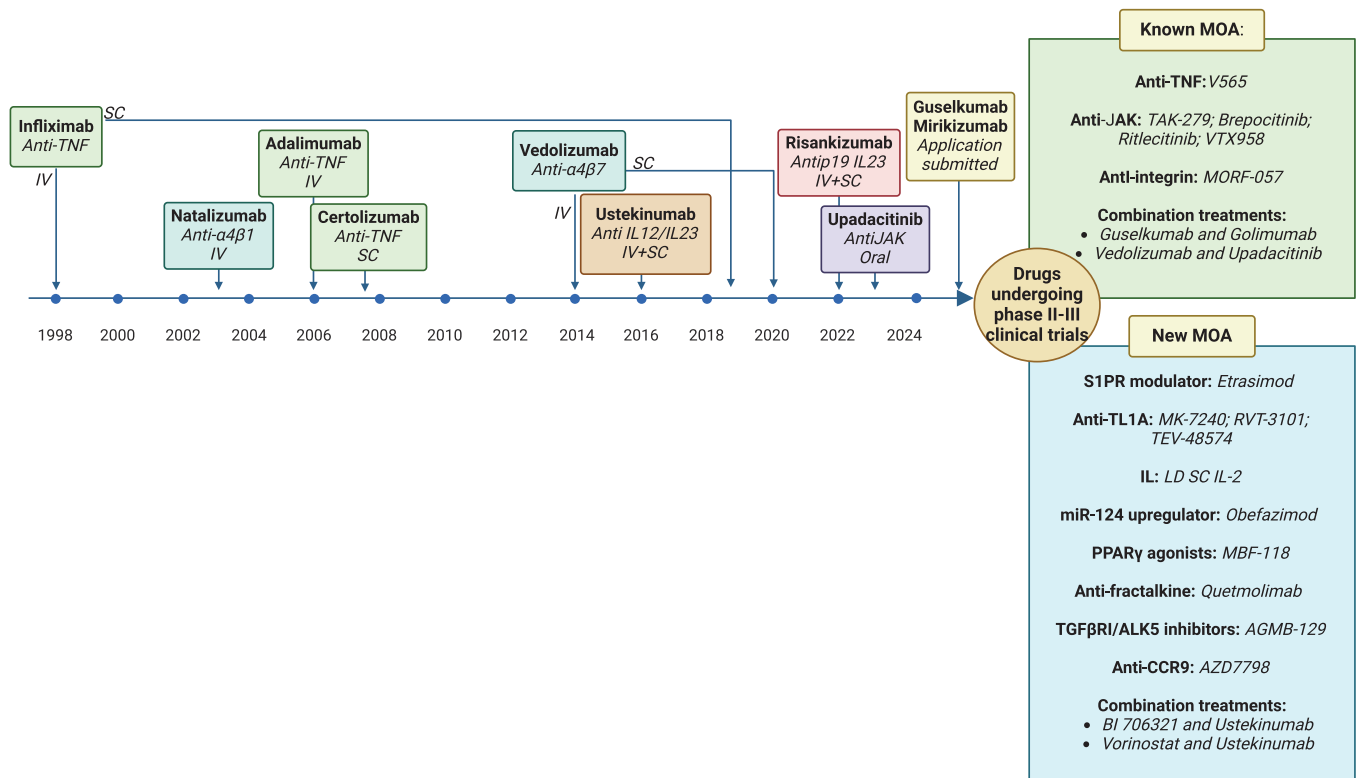 Infliximab
Anti-TNF
SC
IV
Natalizumab
Anti-α4β1
IV
Adalimumab
Anti-TNF
IV
Certolizumab
Anti-TNF
SC
Vedolizumab
Anti-α4β7
SC
IV
Ustekinumab
Anti IL12/IL23
IV+SC
Risankizumab
Antip19 IL23
IV+SC
Upadacitinib
AntiJAK
Oral
Guselkumab
Mirikizumab
Application
submitted
1998
2000
2002
2004
2006
2008
2010
2012
2014
2016
2018
2020
2022
2024
Drugs
undergoing
phase II-III
clinical trials
Known MOA:
Anti-TNF: V565
Anti-JAK: TAK-279; Brepocitinib;
Ritlecitinib; VTX958
AntI-integrin: MORF-057
Combination treatments:
• Guselkumab and Golimumab
• Vedolizumab and Upadacitinib
New MOA
S1PR modulator: Etrasimod
Anti-TL1A: MK-7240; RVT-3101;
TEV-48574
IL: LD SC IL-2
miR-124 upregulator: Obefazimod
PPARγ agonists: MBF-118
Anti-fractalkine: Quetmolimab
TGFβRI/ALK5 inhibitors: AGMB-129
Anti-CCR9: AZD7798
Combination treatments:
• BI 706321 and Ustekinumab
• Vorinostat and Ustekinumab